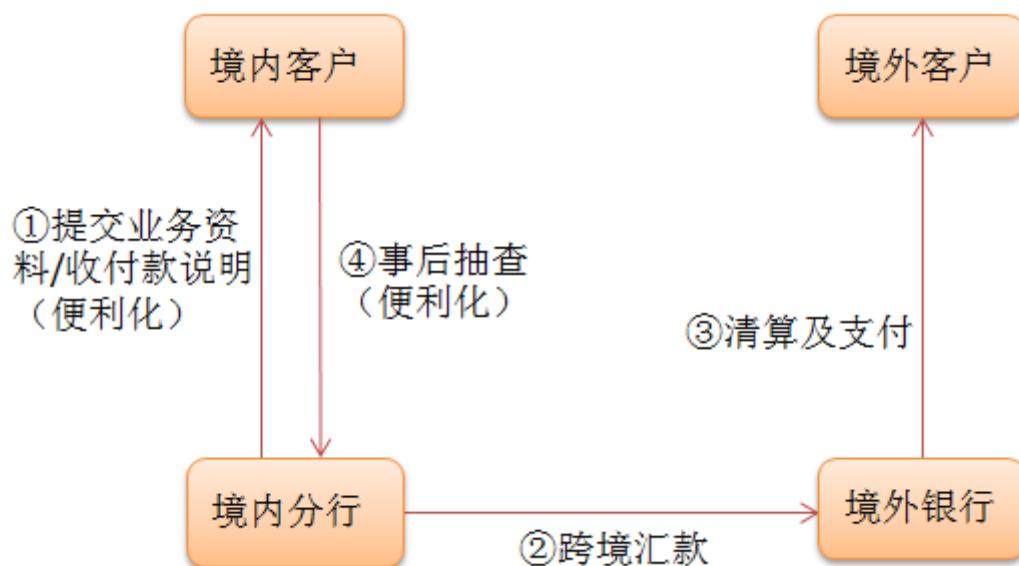 境内客户
境外客户
①提交业务资
料/收付款说明
（便利化）
④事后抽查
（便利化）
③清算及支付
境内分行
境外银行
②跨境汇款